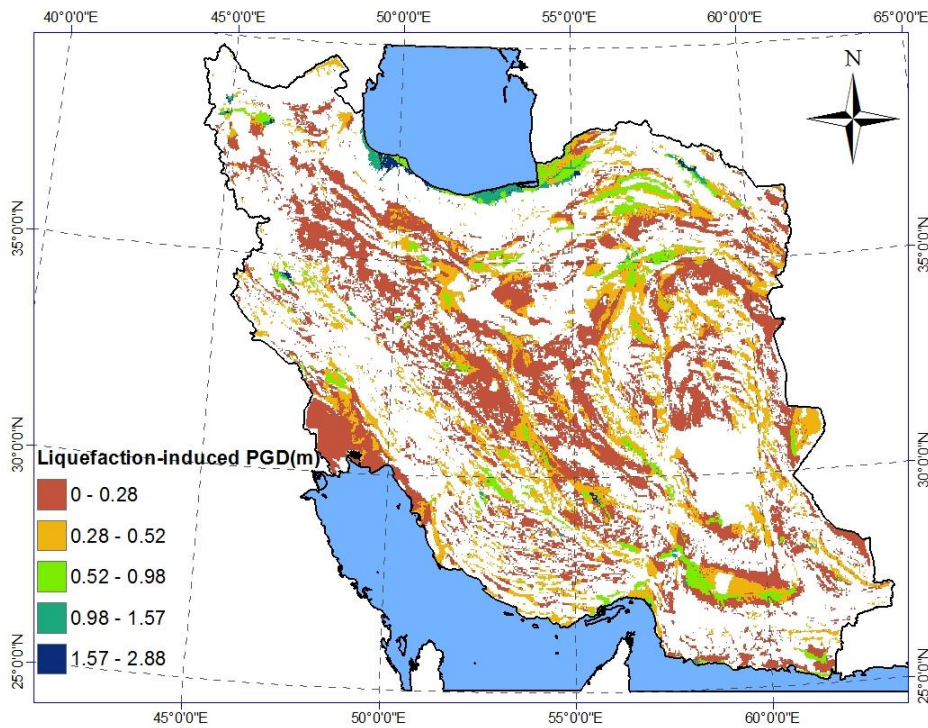 40°0'0"E 45°0'0"E 50°0'0"E 55°0'0"E 60°0'0"E 65°0'0"E
N
35°0'0"N 35°0'0"N
30°0'0"N 30°0'0"N
Liquefaction-induced PGD(m)
0 - 0.28
0.28 - 0.52
0.52 - 0.98
0.98 - 1.57
1.57 - 2.88
25°0'0"N 25°0'0"N
45°0'0"E 50°0'0"E 55°0'0"E 60°0'0"E